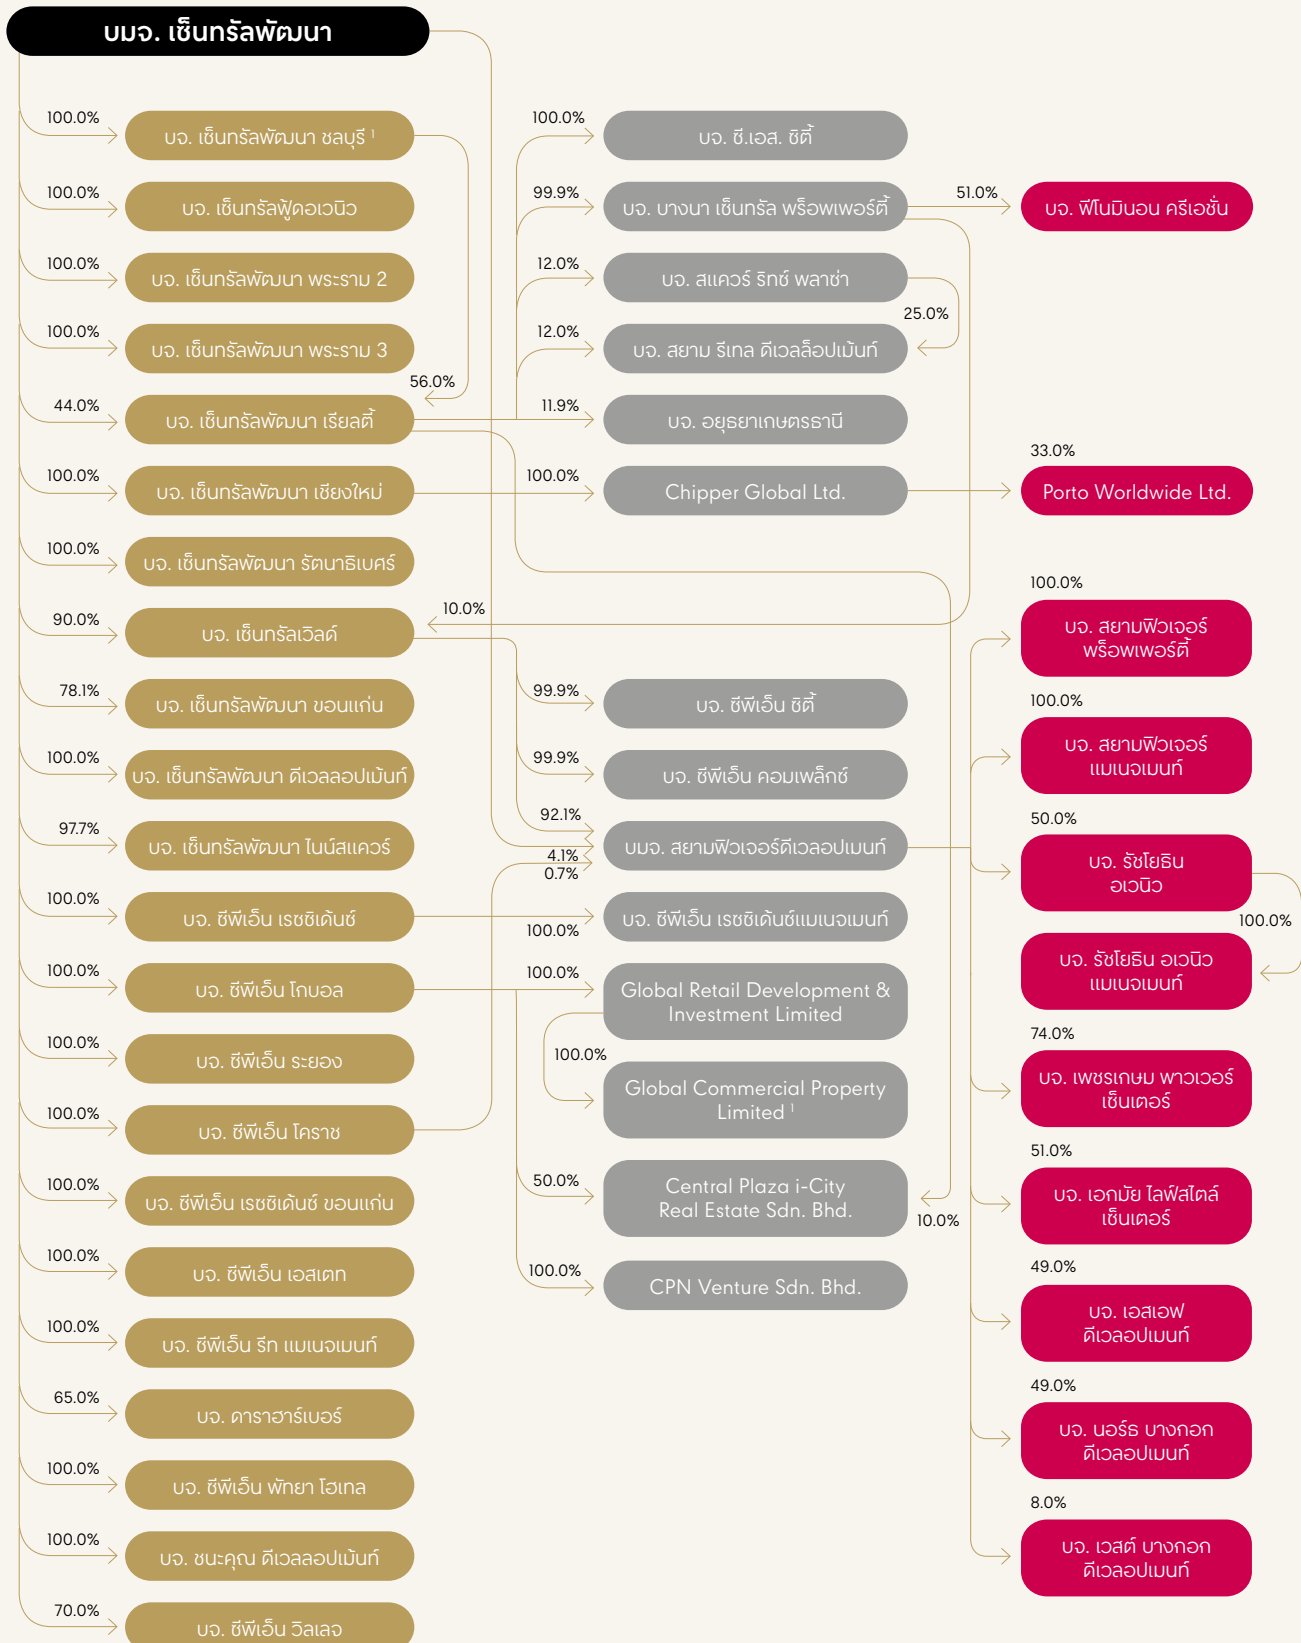 บมจ. เซ็นทรัลพัฒนา
100.0%
บจ. เซ็นทรัลพัฒนา ชลบุรี 1
100.0%
บจ. เซ็นทรัลฟู้ดอเวนิว
100.0%
บจ. เซ็นทรัลพัฒนา พระราม 2
100.0%
บจ. เซ็นทรัลพัฒนา พระราม 3
56.0%
44.0%
บจ. เซ็นทรัลพัฒนา เรียลตี้
100.0%
บจ. เซ็นทรัลพัฒนา เชียงใหม่
100.0%
บจ. เซ็นทรัลพัฒนา รัตนาธิเบศร์
10.0%
90.0%
บจ. เซ็นทรัลเวิลด์
78.1%
บจ. เซ็นทรัลพัฒนา ขอนแก่น
100.0%
บจ. เซ็นทรัลพัฒนา ดีเวลลอปเม้นท์
97.7%
บจ. เซ็นทรัลพัฒนา ไนน์สแควร์
100.0%
บจ. ซีพีเอ็น เรซซิเด้นซ์
100.0%
บจ. ซีพีเอ็น โกบอล
100.0%
บจ. ซีพีเอ็น ระยอง
100.0%
บจ. ซีพีเอ็น โคราช
100.0%
บจ. ซีพีเอ็น เรซซิเด้นซ์ ขอนแก่น
100.0%
บจ. ซีพีเอ็น เอสเตท
100.0%
บจ. ซีพีเอ็น รีท แมเนจเมนท์
65.0%
บจ. ดาราฮาร์เบอร์
100.0%
บจ. ซีพีเอ็น พัทยา โฮเทล
100.0%
บจ. ชนะคุณ ดีเวลลอปเม้นท์
70.0%
บจ. ซีพีเอ็น วิลเลจ
100.0%
บจ. ซี.เอส. ซิตี้
99.9%
บจ. บางนา เซ็นทรัล พร็อพเพอร์ตี้
12.0%
บจ. สแควร์ ริทซ์ พลาซ่า
25.0%
12.0%
บจ. สยาม รีเทล ดีเวลล็อปเม้นท์
11.9%
บจ. อยุธยาเกษตรธานี
100.0%
Chipper Global Ltd.
99.9%
บจ. ซีพีเอ็น ซิตี้
99.9%
บจ. ซีพีเอ็น คอมเพล็กซ์
92.1%
บมจ. สยามฟิวเจอร์ดีเวลอปเมนท์
4.1%
0.7%
บจ. ซีพีเอ็น เรซซิเด้นซ์แมเนจเมนท์
100.0%
100.0%
Global Retail Development &
Investment Limited
100.0%
Global Commercial Property
Limited 1
50.0%
Central Plaza i-City
Real Estate Sdn. Bhd.
10.0%
100.0%
CPN Venture Sdn. Bhd.
51.0%
บจ. ฟีโนมินอน ครีเอชั่น
33.0%
Porto Worldwide Ltd.
100.0%
บจ. สยามฟิวเจอร์
พร็อพเพอร์ตี้
100.0%
บจ. สยามฟิวเจอร์
แมเนจเมนท์
50.0%
บจ. รัชโยธิน
อเวนิว
100.0%
บจ. รัชโยธิน อเวนิว
แมเนจเมนท์
74.0%
บจ. เพชรเกษม พาวเวอร์
เซ็นเตอร์
51.0%
บจ. เอกมัย ไลฟ์สไตล์
เซ็นเตอร์
49.0%
บจ. เอสเอฟ
ดีเวลอปเมนท์
49.0%
บจ. นอร์ธ บางกอก
ดีเวลอปเมนท์
8.0%
บจ. เวสต์ บางกอก
ดีเวลอปเมนท์